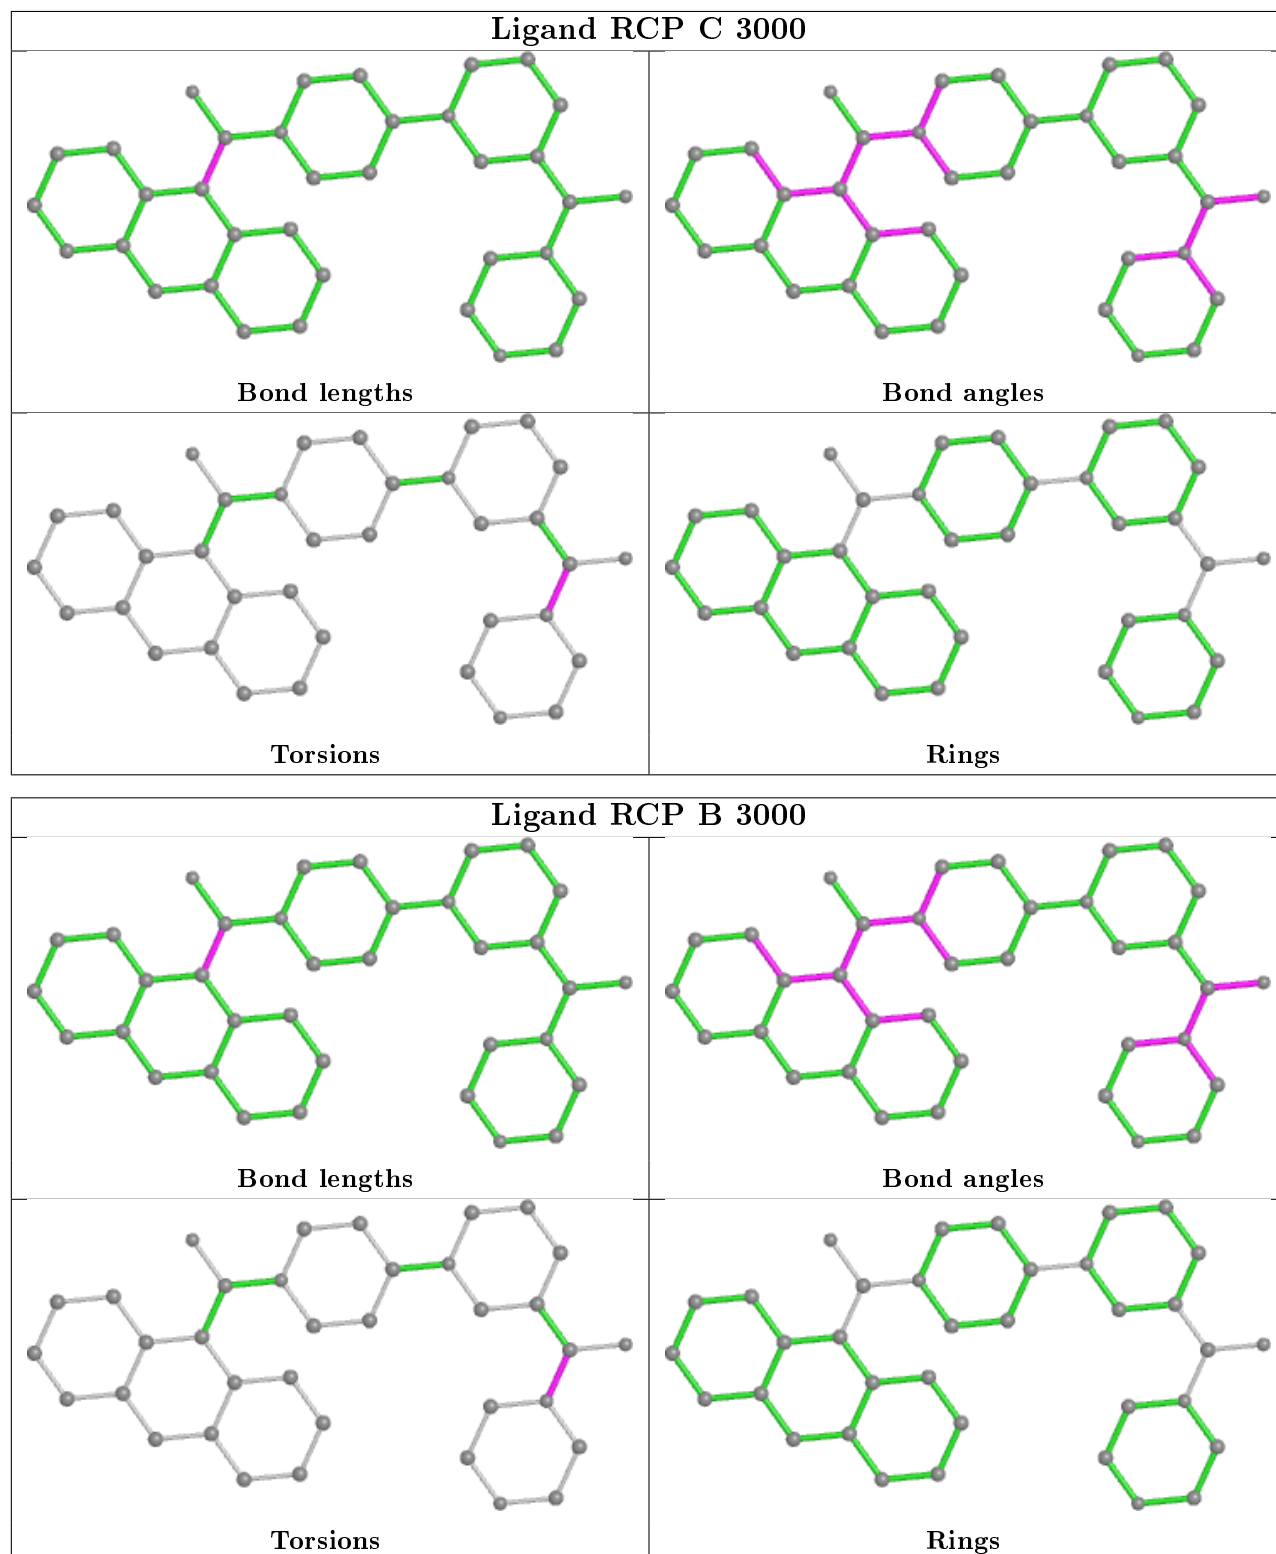 Ligand RCP C 3000
Bond lengths
Bond angles
Torsions
Rings
Ligand RCP B 3000
Bond lengths
Bond angles
Torsions
Rings